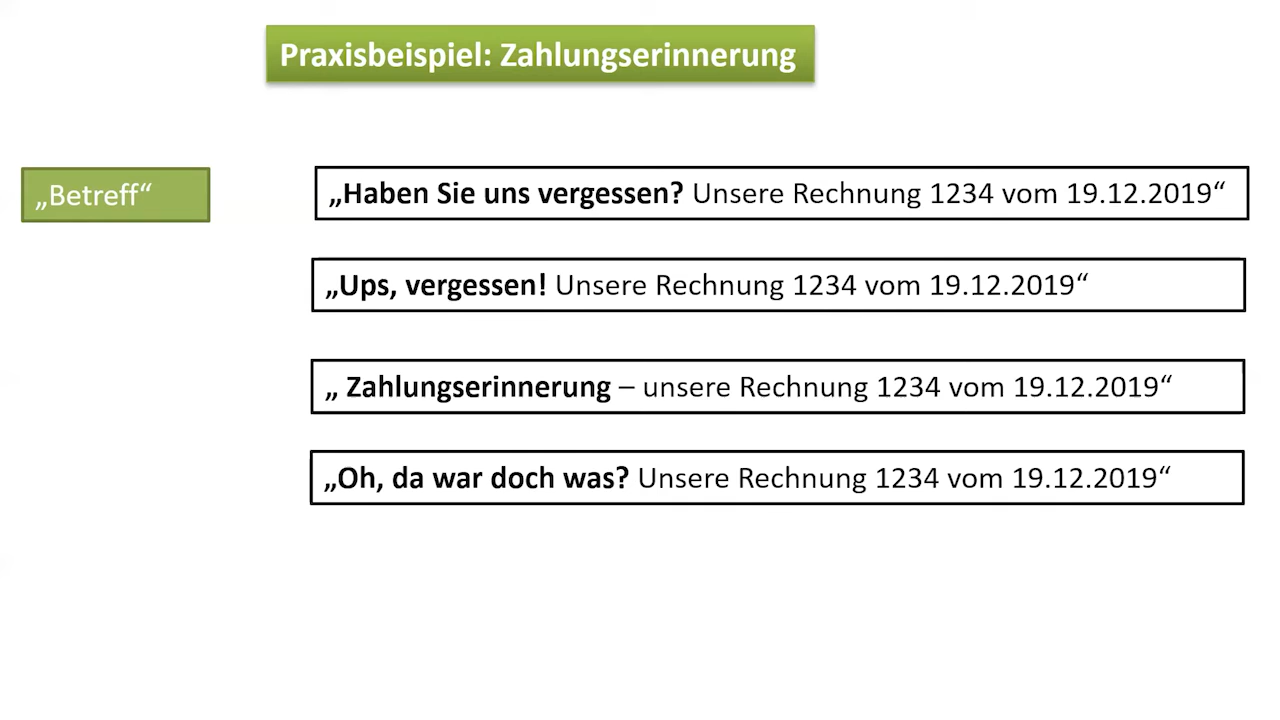 Praxisbeispiel: Zahlungserinnerung
„Betreff“
„Haben Sie uns vergessen? Unsere Rechnung 1234 vom 19.12.2019“
„Ups, vergessen! Unsere Rechnung 1234 vom 19.12.2019“
„ Zahlungserinnerung – unsere Rechnung 1234 vom 19.12.2019“
„Oh, da war doch was? Unsere Rechnung 1234 vom 19.12.2019“